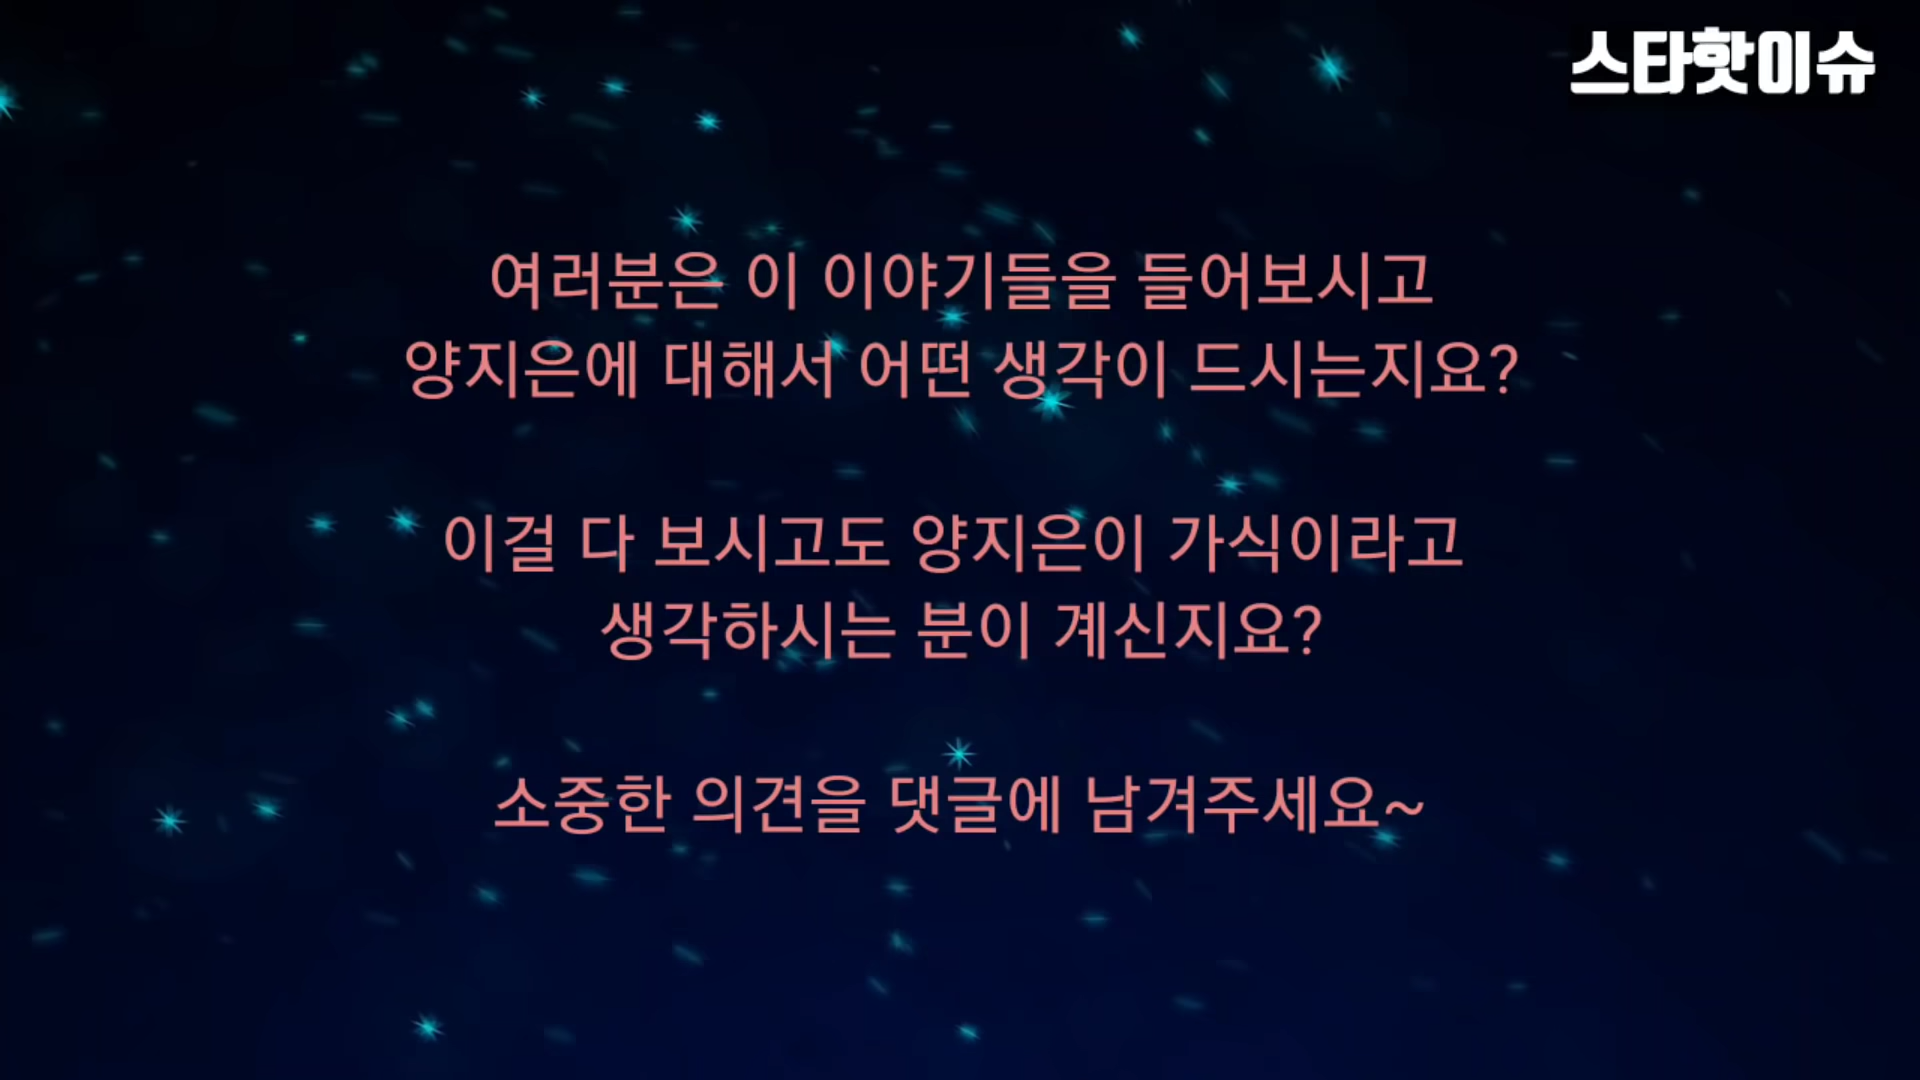 스타핫이슈
여러분은 이 이야기들을 들어보시고
양지은에 대해서 어떤 생각이 드시는지요?
이걸 다 보시고도 양지은이 가식이라고
생각하시는 분이 계신지요?
소중한 의견을 댓글에 남겨주세요~